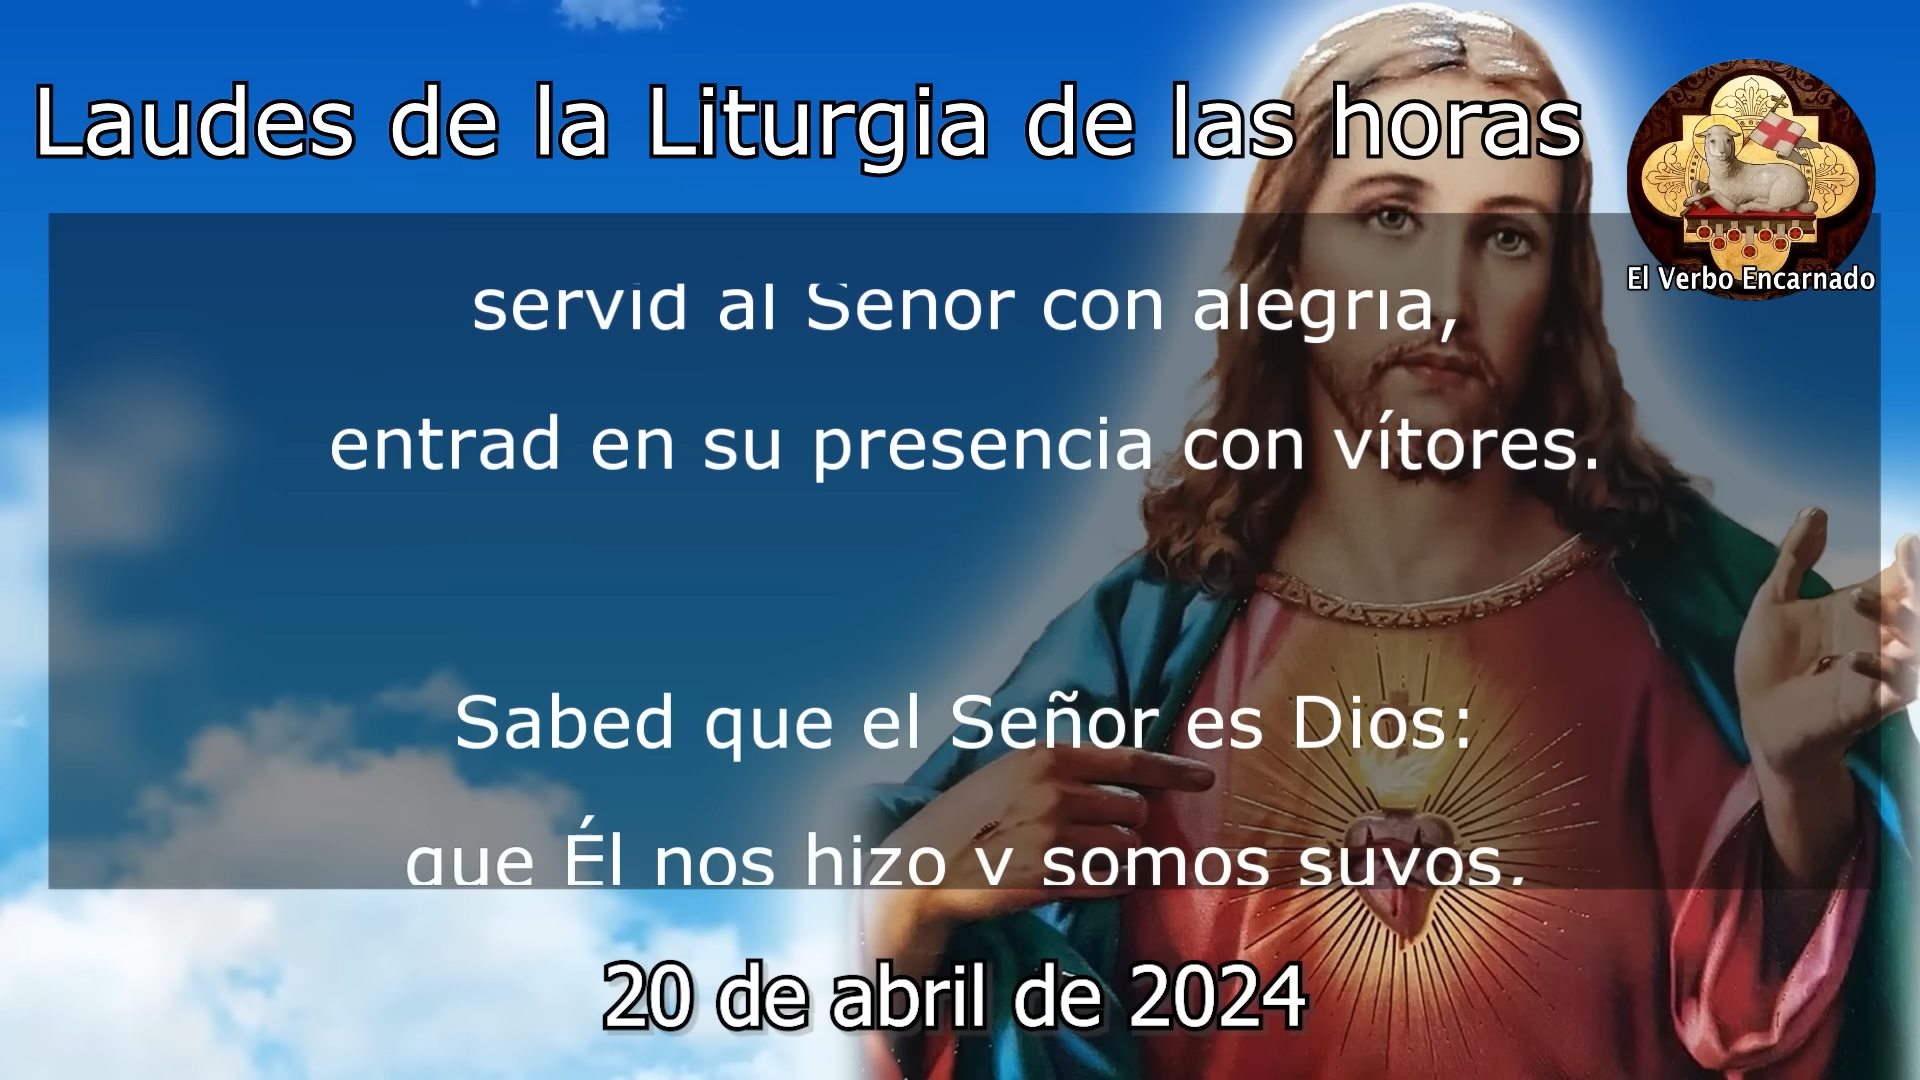 Laudes de la Liturgia de las horas
El Verbo Encarnado
servid al Señor con alegría,
entrad en su presencia con vítores.
Sabed que el Señor es Dios:
que Él nos hizo y somos suyos,
20 de abril de 2024